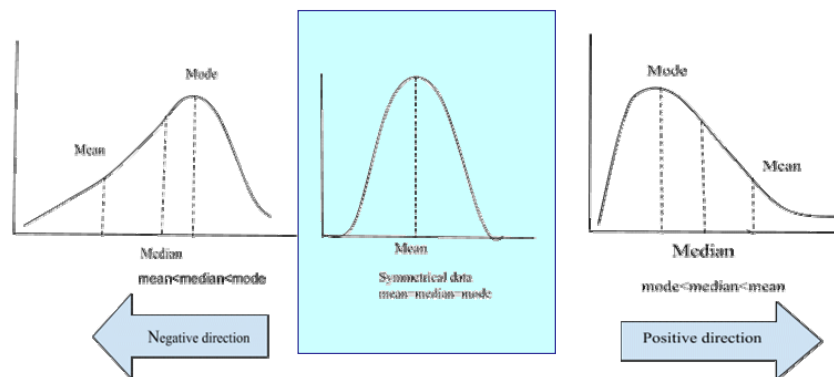 Mode
Mean
Median
mean<median<mode
Negative direction
Mean
Symmetrical data
mean=median=mode
Mode
Mean
Median
mode<median<mean
Positive direction